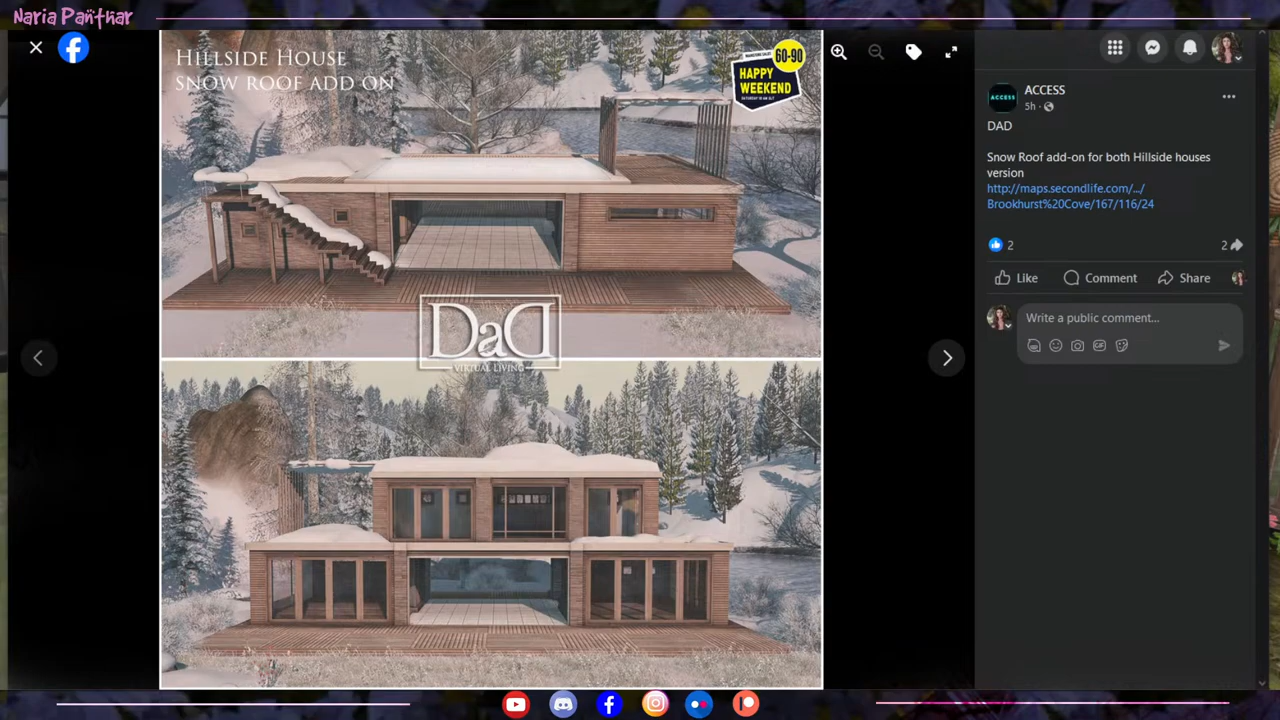 Naria Panthar
HILLSIDE HOUSE
SNOW ROOF ADD ON
60-90
HAPPY
WEEKEND
DaD
VIRTUAL LIVING
ACCESS
ACCESS
5h
DAD
Snow Roof add-on for both Hillside houses
version
http://maps.secondlife.com/.../
Brookhurst%20Cove/167/116/24
2
2
Like
Comment
Share
Write a public comment...
GIF